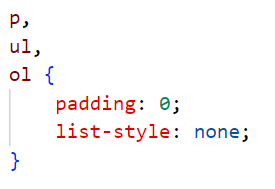 p,
ul,
ol {
    padding: 0;
    list-style: none;
}